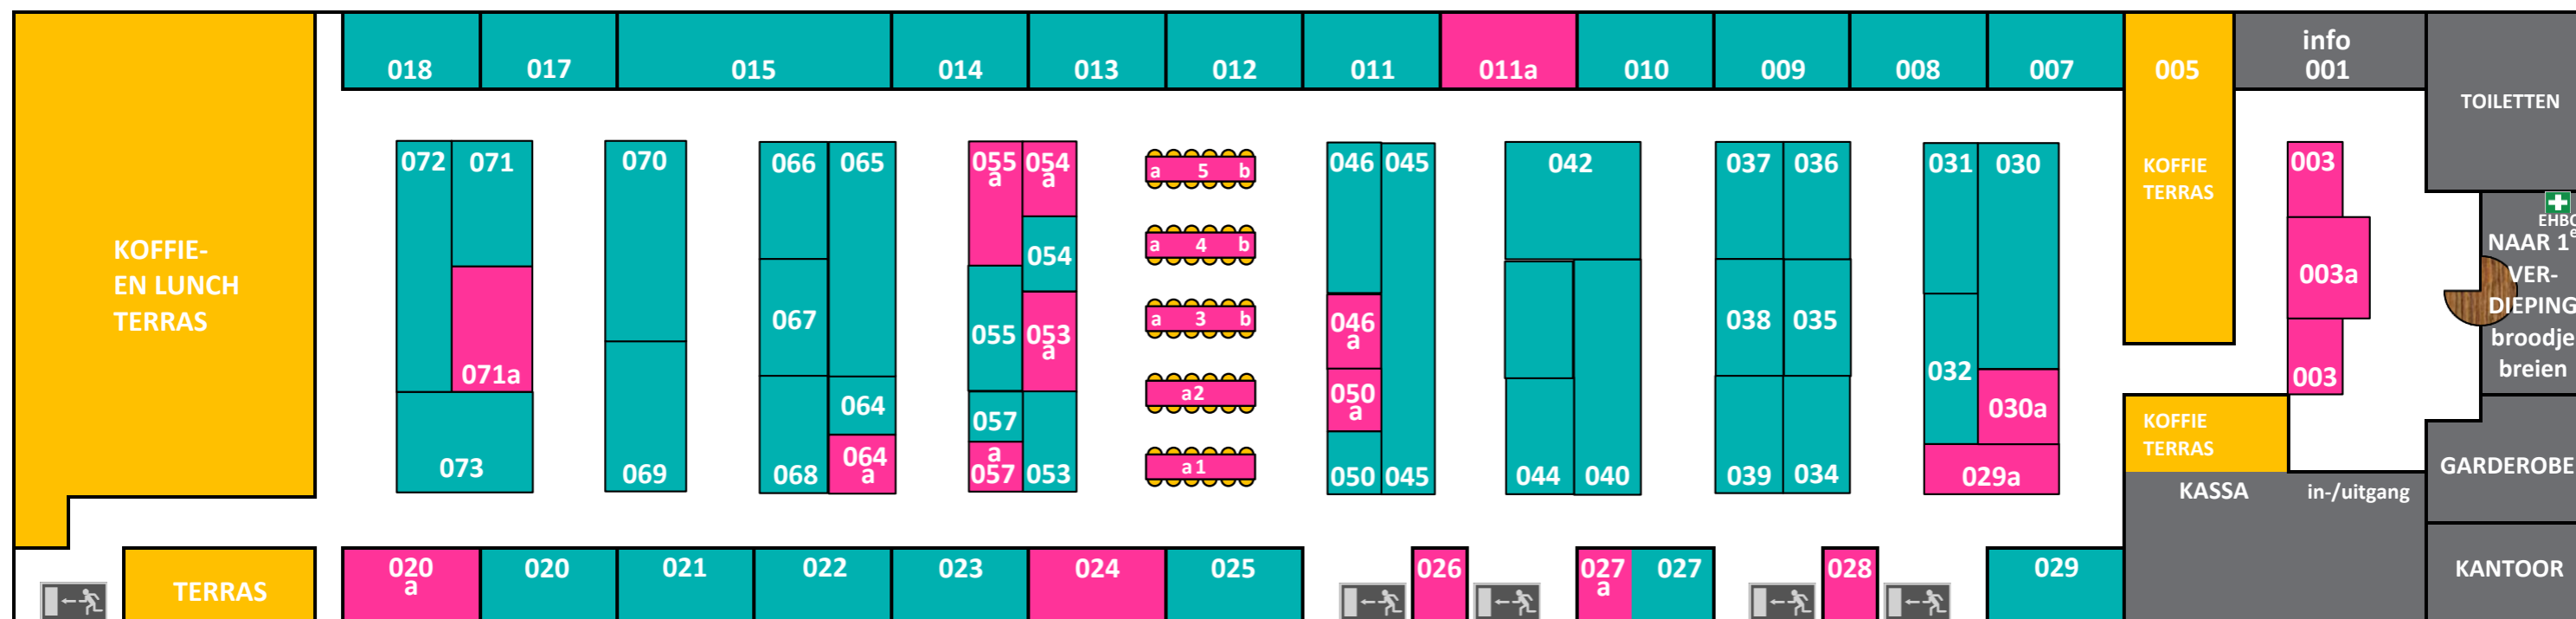 018
017
015
014
013
012
011
011a
010
009
008
007
005
info
001
TOILETTEN
KOFFIE-
EN LUNCH
TERRAS
072
071
071a
073
070
069
066
065
067
064
068
064
a
055
a
054
a
054
055
053
a
057
a
057
053
a 5 b
a 4 b
a 3 b
a2
a1
046
045
046
a
050
a
050
045
042
044
040
037
036
038
035
039
034
031
030
032
030a
029a
KOFFIE
TERRAS
KOFFIE
TERRAS
003
003a
003
EHBO
NAAR 1e
VER-
DIEPING
broodje
breien
GARDEROBE
KASSA
in-/uitgang
KANTOOR
TERRAS
020
a
020
021
022
023
024
025
026
027
a
027
028
029